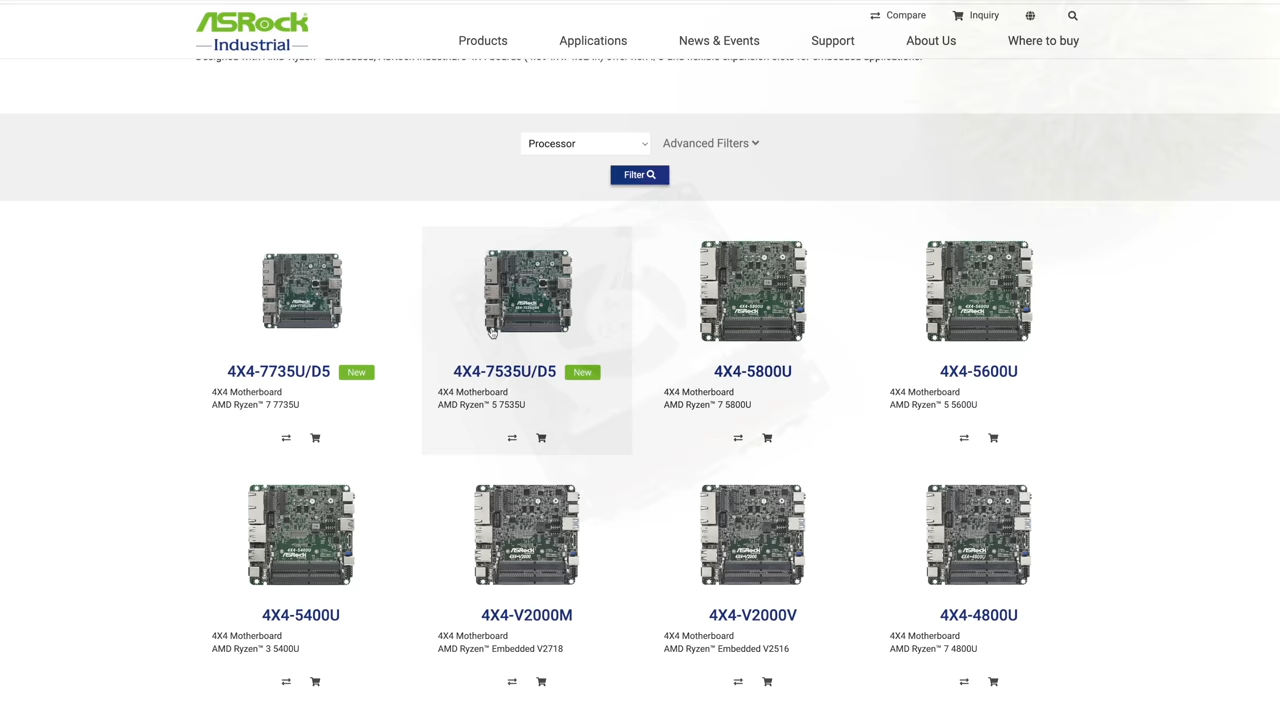 ASRock
Industrial
Compare
Inquiry
Products
Applications
News & Events
Support
About Us
Where to buy
Processor
Advanced Filters
Filter
4X4-7735U/D5 New
4X4 Motherboard
AMD Ryzen™ 7 7735U
4X4-7535U/D5 New
4X4 Motherboard
AMD Ryzen™ 5 7535U
4X4-5800U
4X4 Motherboard
AMD Ryzen™ 7 5800U
4X4-5600U
4X4 Motherboard
AMD Ryzen™ 5 5600U
4X4-5400U
4X4 Motherboard
AMD Ryzen™ 3 5400U
4X4-V2000M
4X4 Motherboard
AMD Ryzen™ Embedded V2718
4X4-V2000V
4X4 Motherboard
AMD Ryzen™ Embedded V2516
4X4-4800U
4X4 Motherboard
AMD Ryzen™ 7 4800U